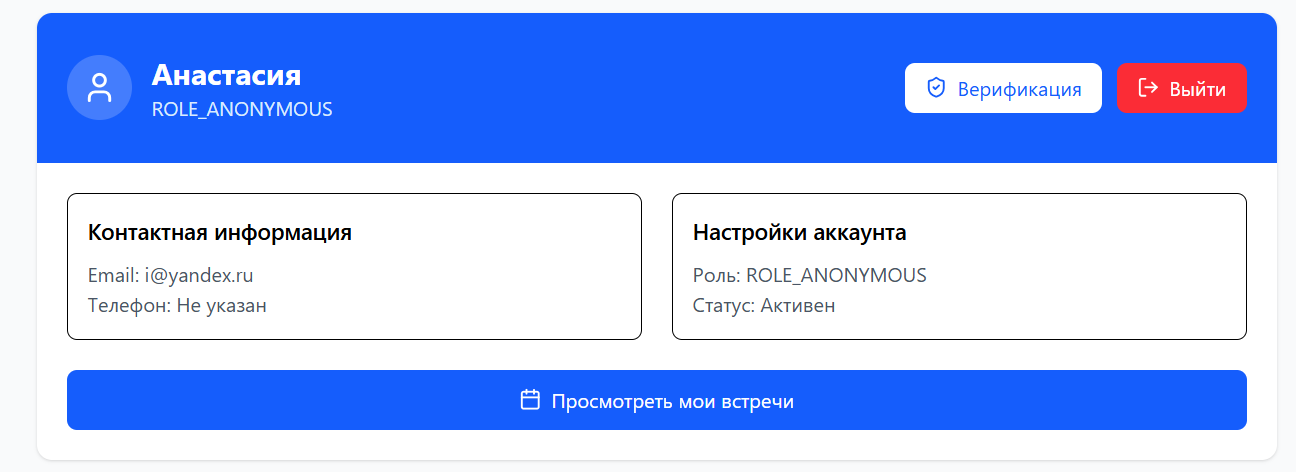 Анастасия
ROLE_ANONYMOUS
Верификация
Выйти
Контактная информация
Email: i@yandex.ru
Телефон: Не указан
Настройки аккаунта
Роль: ROLE_ANONYMOUS
Статус: Активен
Просмотреть мои встречи